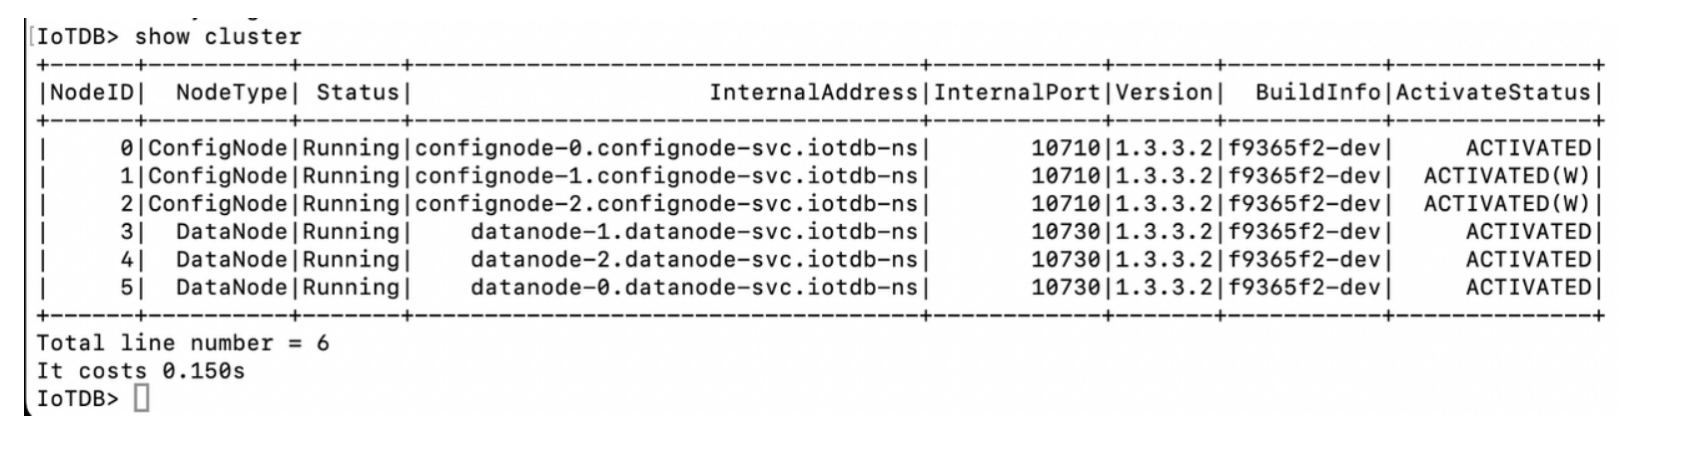 IoTDB> show cluster
+------+----------+-------+------------------------------------+------------+-------+-----------+--------------+
|NodeID|  NodeType| Status|                     InternalAddress|InternalPort|Version|  BuildInfo|ActivateStatus|
+------+----------+-------+------------------------------------+------------+-------+-----------+--------------+
|     0|ConfigNode|Running|confignode-0.confignode-svc.iotdb-ns|       10710|1.3.3.2|f9365f2-dev|     ACTIVATED|
|     1|ConfigNode|Running|confignode-1.confignode-svc.iotdb-ns|       10710|1.3.3.2|f9365f2-dev|  ACTIVATED(W)|
|     2|ConfigNode|Running|confignode-2.confignode-svc.iotdb-ns|       10710|1.3.3.2|f9365f2-dev|  ACTIVATED(W)|
|     3|  DataNode|Running|    datanode-1.datanode-svc.iotdb-ns|       10730|1.3.3.2|f9365f2-dev|     ACTIVATED|
|     4|  DataNode|Running|    datanode-2.datanode-svc.iotdb-ns|       10730|1.3.3.2|f9365f2-dev|     ACTIVATED|
|     5|  DataNode|Running|    datanode-0.datanode-svc.iotdb-ns|       10730|1.3.3.2|f9365f2-dev|     ACTIVATED|
+------+----------+-------+------------------------------------+------------+-------+-----------+--------------+
Total line number = 6
It costs 0.150s
IoTDB>